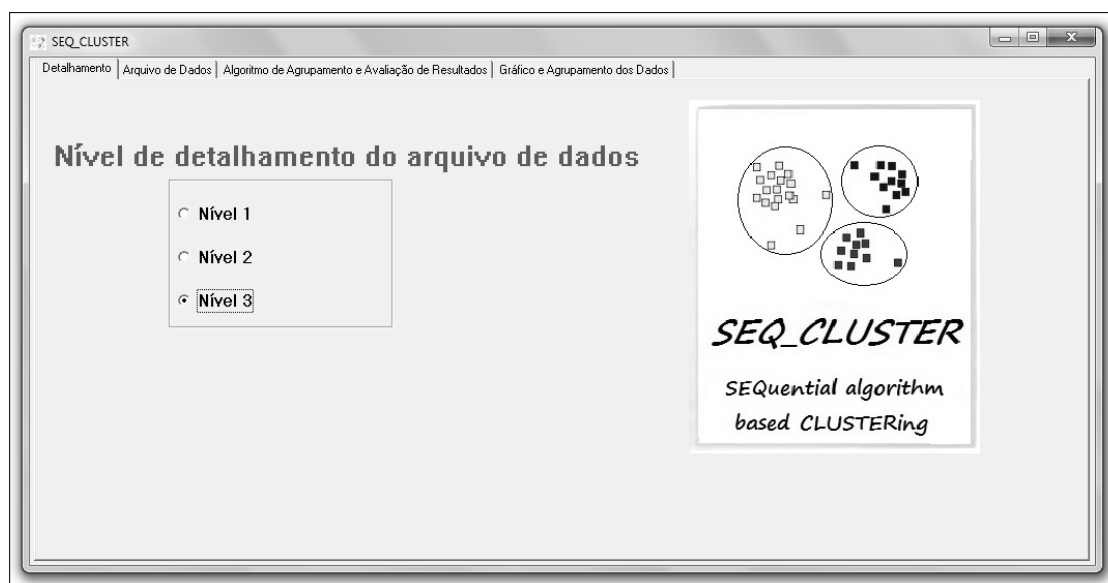 SEQ_CLUSTER
Detalhamento Arquivo de Dados Algoritmo de Agrupamento e Avaliação de Resultados Gráfico e Agrupamento dos Dados
Nível de detalhamento do arquivo de dados
Nível 1
Nível 2
Nível 3
SEQ_CLUSTER
SEQuential algorithm
based CLUSTERing